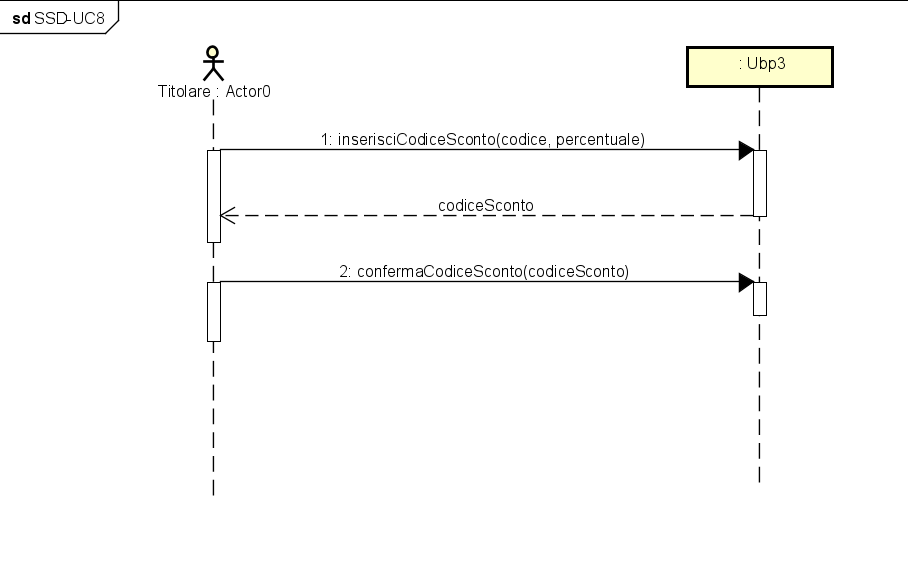 sd SSD-UC8
Titolare : Actor0
: Ubp3
1: inserisciCodiceSconto(codice, percentuale)
codiceSconto
2: confermaCodiceSconto(codiceSconto)